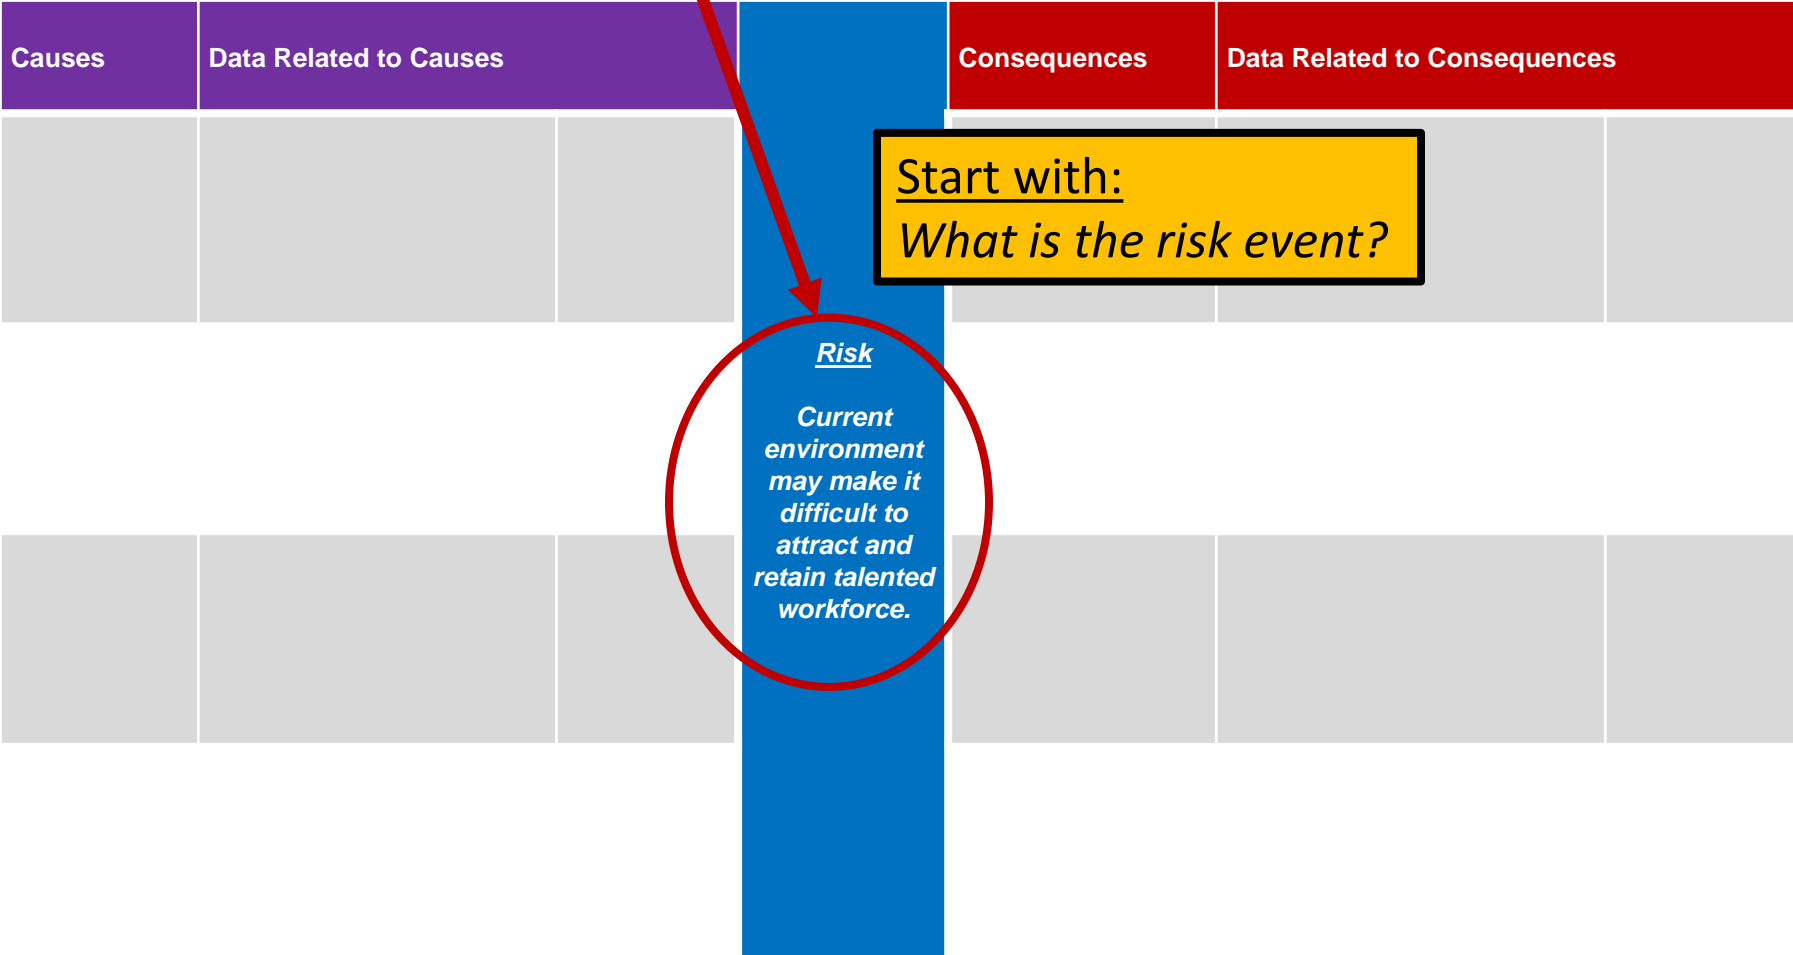 Causes
Data Related to Causes
Consequences
Data Related to Consequences
Start with:
What is the risk event?
Risk
Current
environment
may make it
difficult to
attract and
retain talented
workforce.